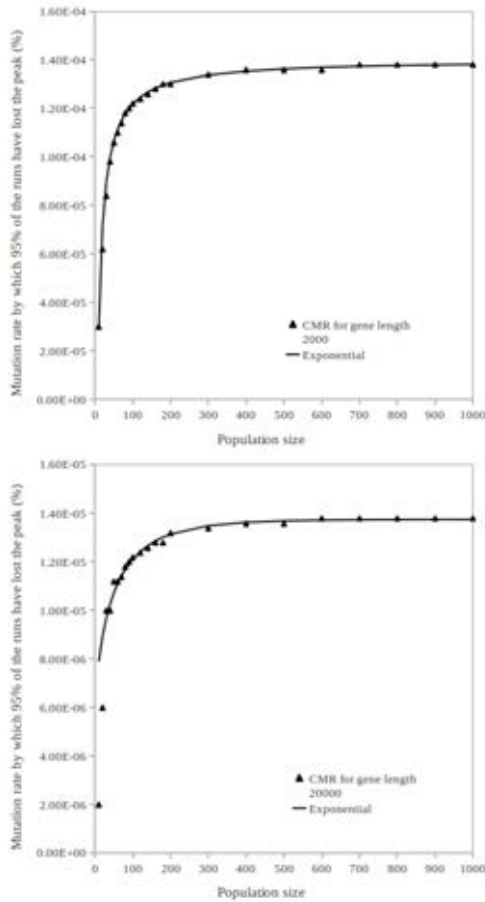 Mutation rate by which 95% of the runs have lost the peak (%)
1.60E-04
1.40E-04
1.20E-04
1.00E-04
8.00E-05
6.00E-05
4.00E-05
2.00E-05
0.00E+00
CMR for gene length
2000
Exponential
0 100 200 300 400 500 600 700 800 900 1000
Population size
Mutation rate by which 95% of the runs have lost the peak (%)
1.60E-05
1.40E-05
1.20E-05
1.00E-05
8.00E-06
6.00E-06
4.00E-06
2.00E-06
0.00E+00
CMR for gene length
20000
Exponential
0 100 200 300 400 500 600 700 800 900 1000
Population size